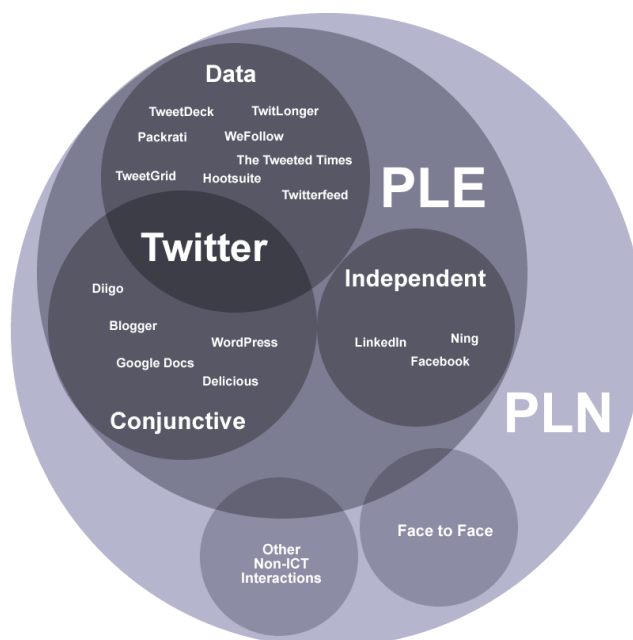 Data
TweetDeck
TwitLonger
Packrati
WeFollow
The Tweeted Times
TweetGrid
Hootsuite
Twitterfeed
PLE
Twitter
Independent
Diigo
Blogger
WordPress
LinkedIn
Ning
Google Docs
Facebook
Delicious
Conjunctive
PLN
Face to Face
Other
Non-ICT
Interactions